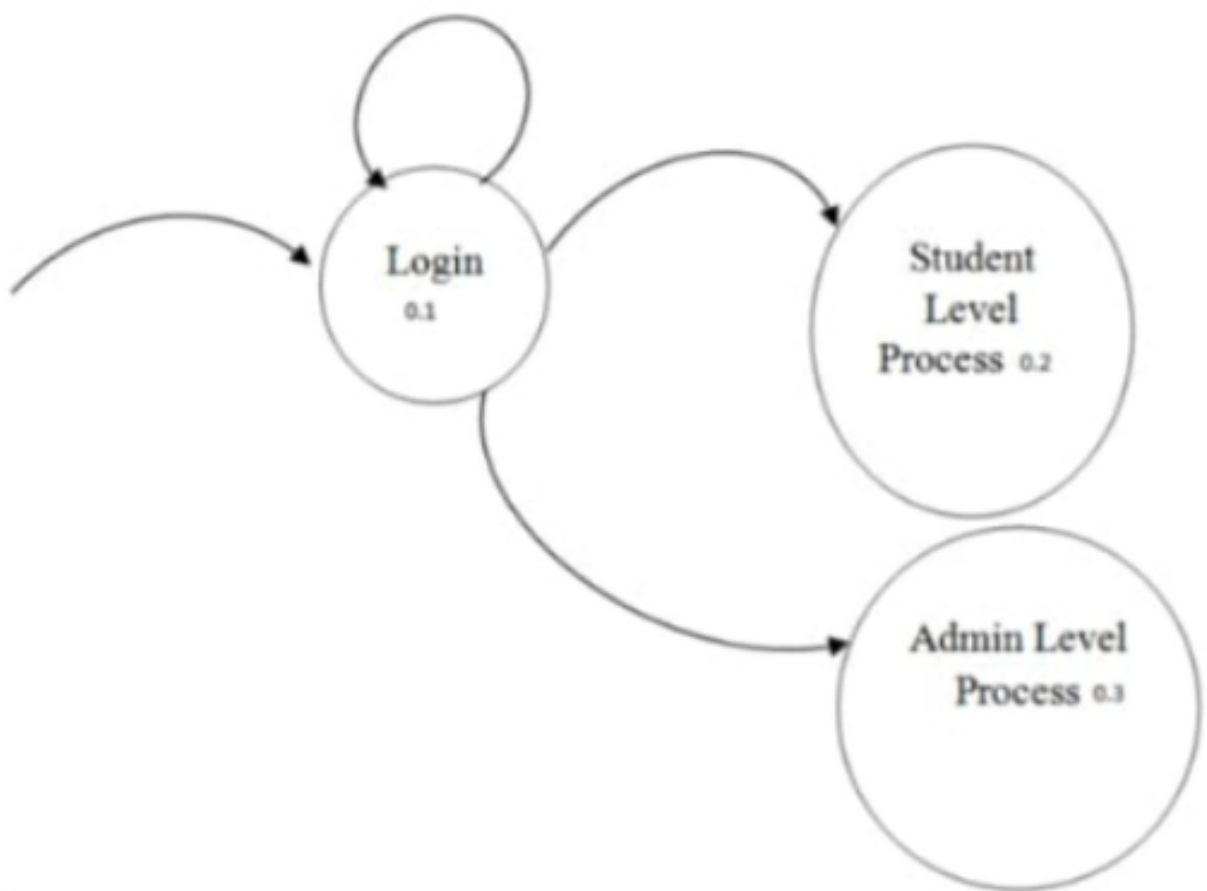 Login
0.1
Student
Level
Process 0.2
Admin Level
Process 0.3